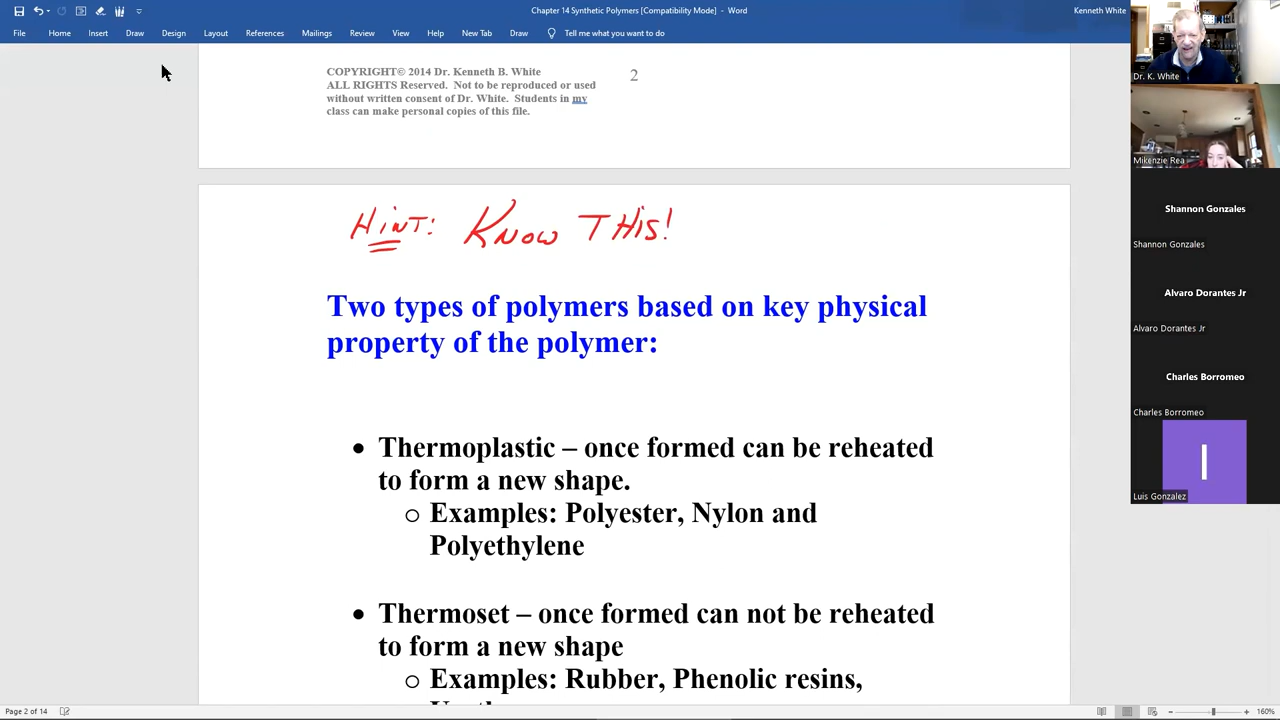 Chapter 14 Synthetic Polymers [Compatibility Mode] - Word
Kenneth White
File Home Insert Draw Design Layout References Mailings Review View Help New Tab Draw Tell me what you want to do
COPYRIGHT© 2014 Dr. Kenneth B. White
2
ALL RIGHTS Reserved. Not to be reproduced or used
without written consent of Dr. White. Students in my
class can make personal copies of this file.
HINT: KNOW THIS!
Two types of polymers based on key physical
property of the polymer:
• Thermoplastic – once formed can be reheated
to form a new shape.
o Examples: Polyester, Nylon and
Polyethylene
• Thermoset – once formed can not be reheated
to form a new shape
o Examples: Rubber, Phenolic resins,
Dr. K. White
Mikenzie Rea
Shannon Gonzales
Shannon Gonzales
Alvaro Dorantes Jr
Alvaro Dorantes Jr
Charles Borromeo
Charles Borromeo
I
Luis Gonzalez
Page 2 of 14
160%